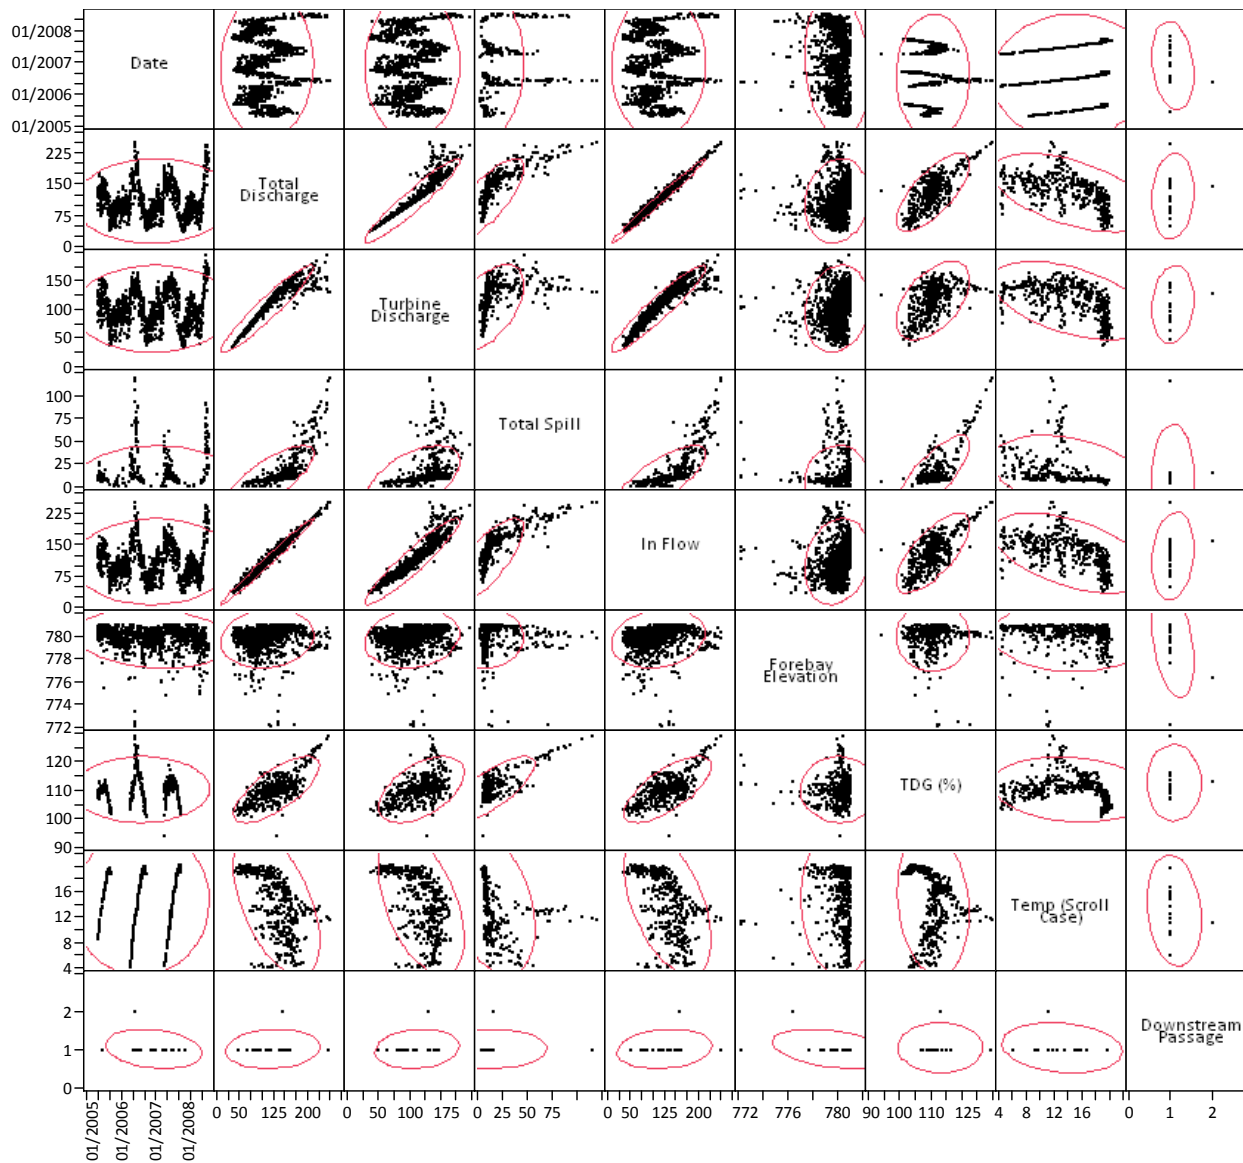 01/2008
01/2007
01/2006
01/2005
Date
225
150
75
0
Total
Discharge
150
100
50
0
Turbine
Discharge
100
75
50
25
0
Total Spill
225
150
75
0
In Flow
780
778
776
774
772
Forebay
Elevation
120
110
100
90
TDG (%)
16
12
8
4
Temp (Scroll
Case)
2
1
0
Downstream
Passage
01/2005
01/2006
01/2007
01/2008
0 50 125 200
0 50 100 175
0 25 50 75
0 50 125 200
772 776 780
90 100 110 125
4 8 12 16
0 1 2